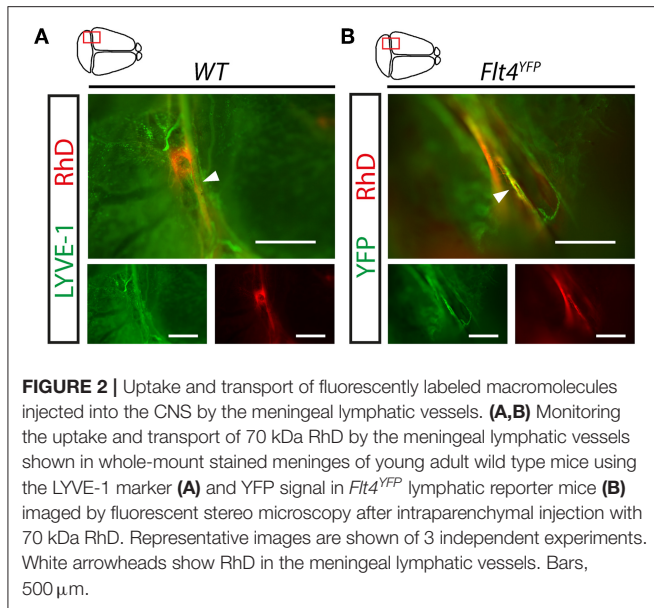 A
B
WT
Flt4YFP
LYVE-1 RhD
YFP RhD
FIGURE 2 | Uptake and transport of fluorescently labeled macromolecules
injected into the CNS by the meningeal lymphatic vessels. (A,B) Monitoring
the uptake and transport of 70 kDa RhD by the meningeal lymphatic vessels
shown in whole-mount stained meninges of young adult wild type mice using
the LYVE-1 marker (A) and YFP signal in Flt4YFP lymphatic reporter mice (B)
imaged by fluorescent stereo microscopy after intraparenchymal injection with
70 kDa RhD. Representative images are shown of 3 independent experiments.
White arrowheads show RhD in the meningeal lymphatic vessels. Bars,
500 μm.